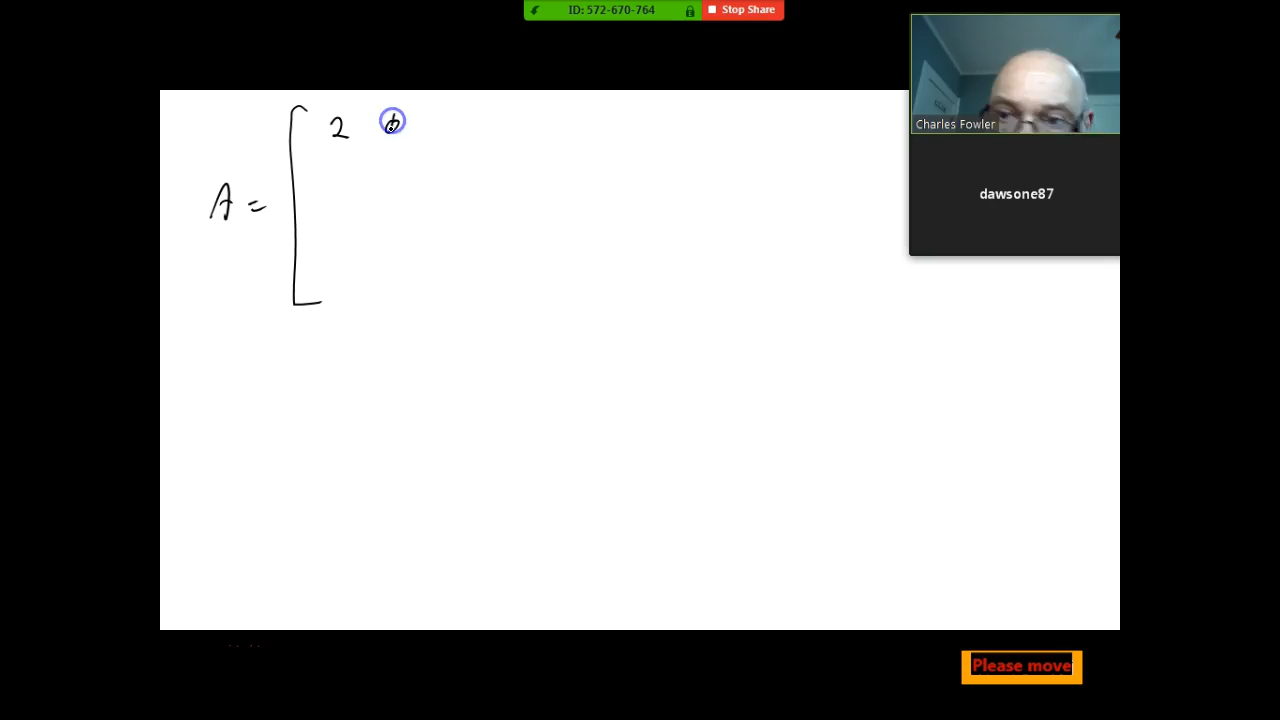 ID: 572-670-764 Stop Share
Charles Fowler
dawsone87
2
A =
Please move